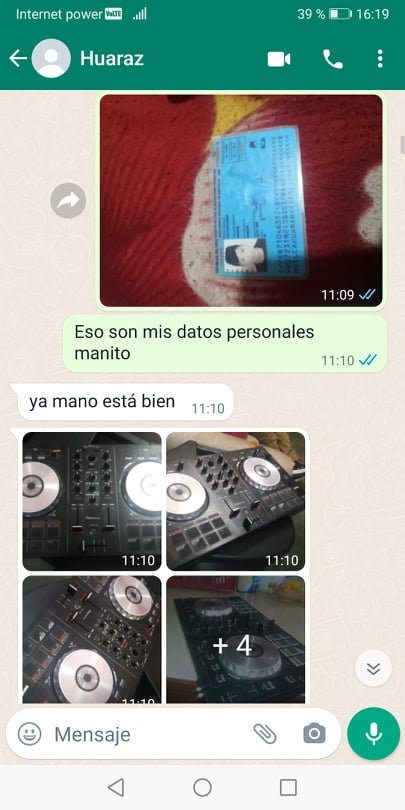 Internet power VoLTE 39 % 16:19
Huaraz
11:09
Eso son mis datos personales
manito
11:10
ya mano está bien 11:10
11:10 11:10
11:10 + 4
Mensaje